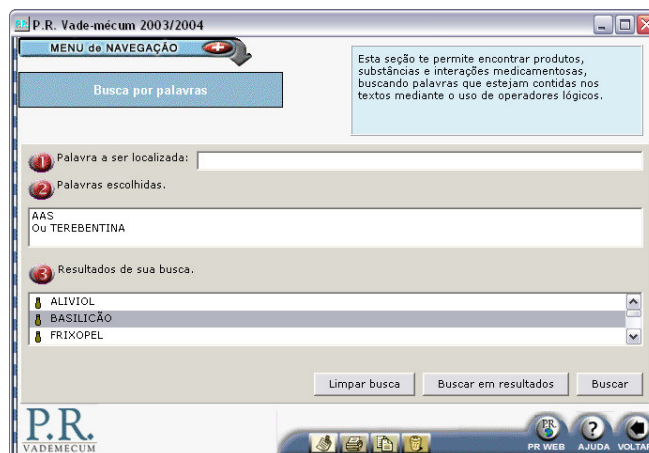 P.R. Vade-mécum 2003/2004
MENU de NAVEGAÇÃO
Busca por palavras
Esta seção te permite encontrar produtos,
substâncias e interações medicamentosas,
buscando palavras que estejam contidas nos
textos mediante o uso de operadores lógicos.
1 Palavra a ser localizada:
2 Palavras escolhidas.
AAS
Ou TEREBENTINA
3 Resultados de sua busca.
ALIVIOL
BASILICÃO
FRIXOPEL
Limpar busca Buscar em resultados Buscar
P.R.
VADEMECUM
PR
PR WEB AJUDA VOLTAR